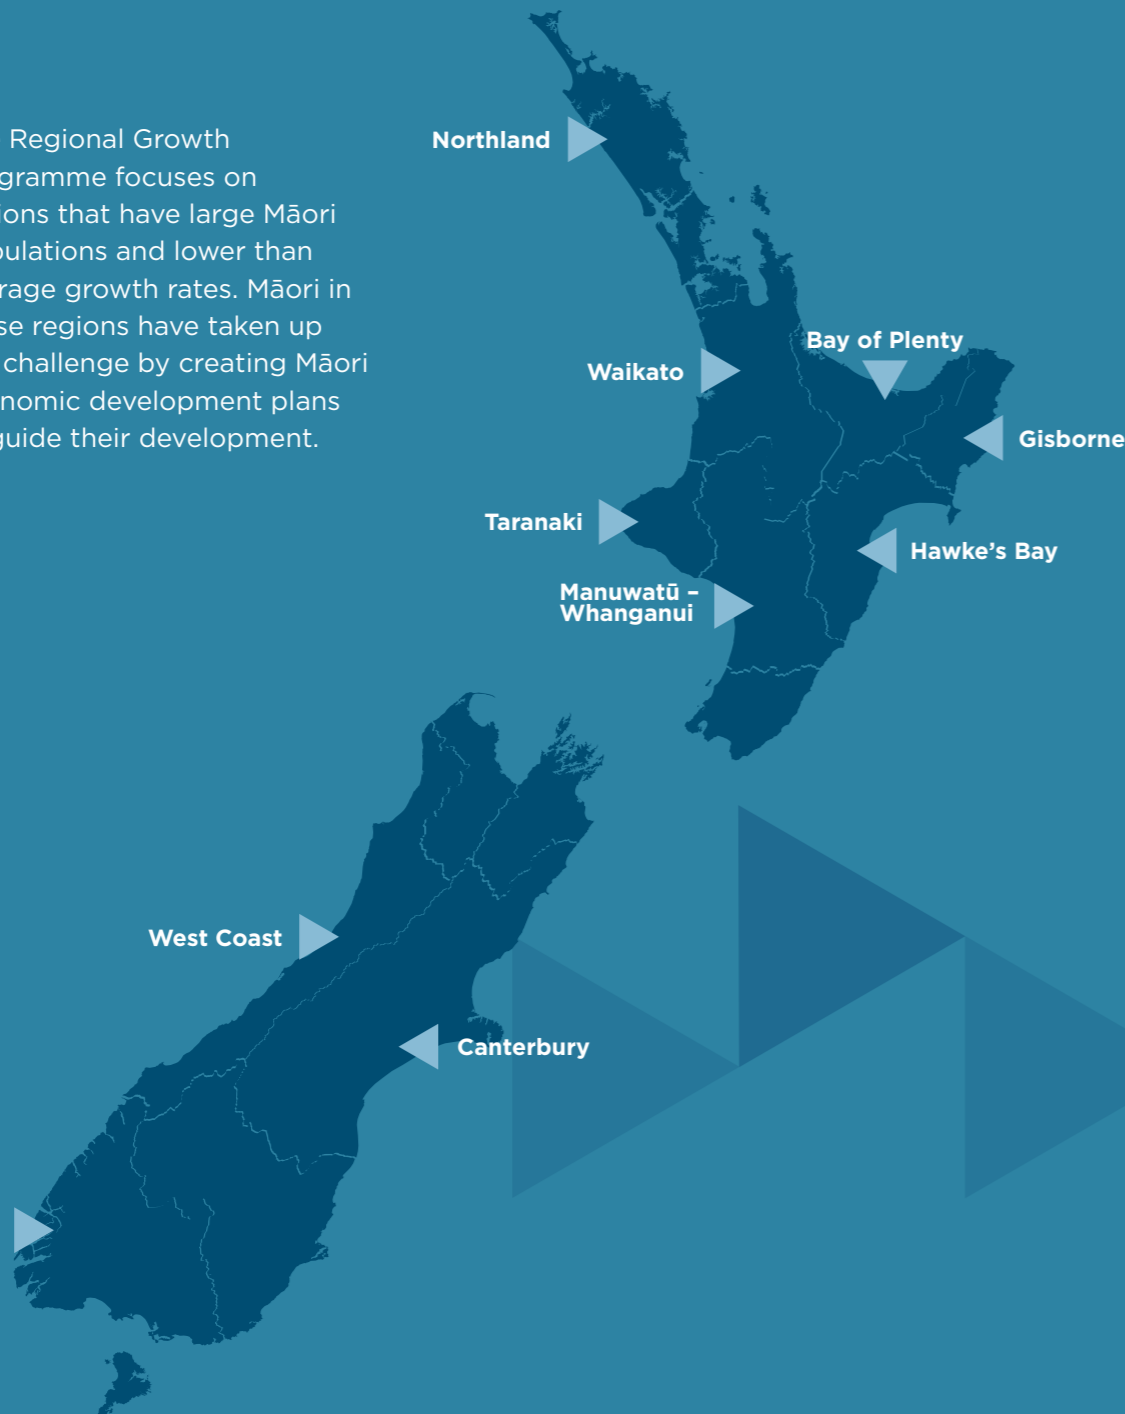 Regional Growth
gramme focuses on
ions that have large Māori
pulations and lower than
rage growth rates. Māori in
se regions have taken up
challenge by creating Māori
nomic development plans
guide their development.
Northland
Bay of Plenty
Waikato
Gisborne
Taranaki
Hawke’s Bay
Manuwatū –
Whanganui
West Coast
Canterbury